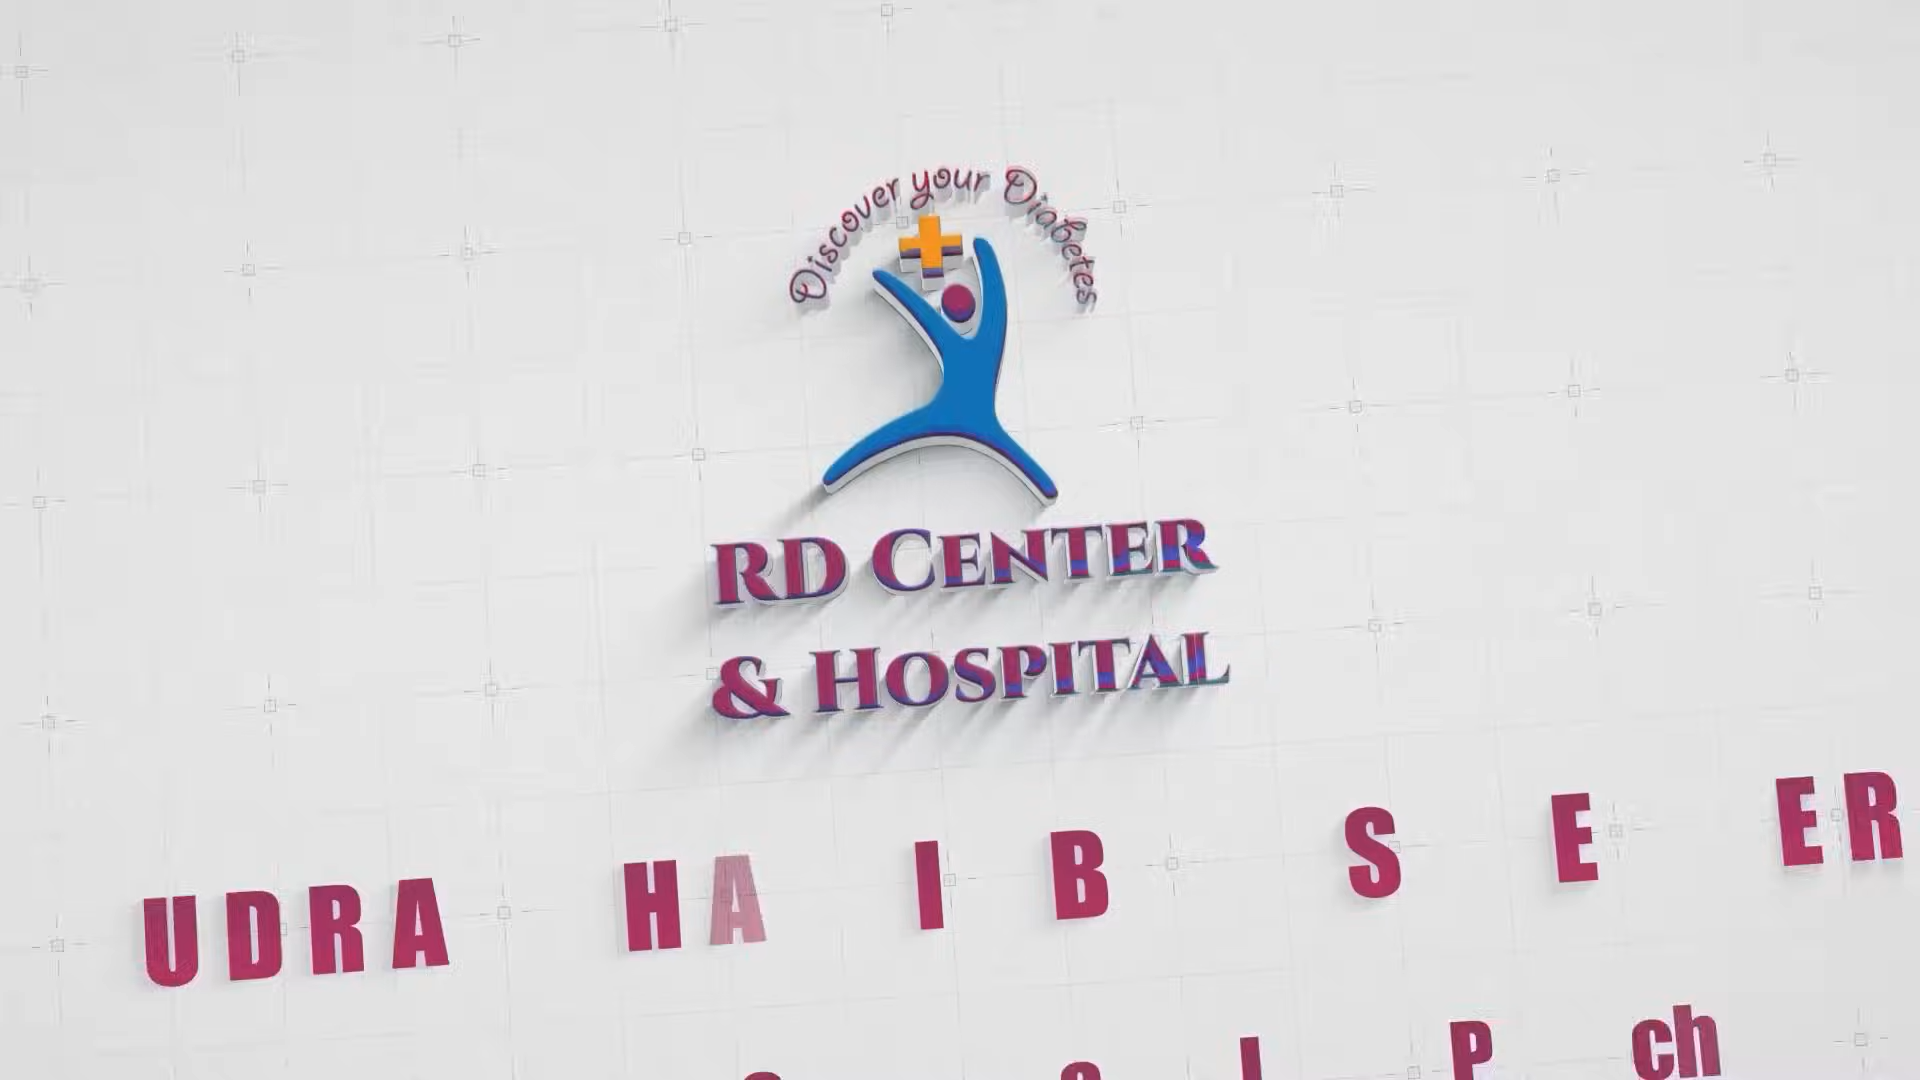 Discover your Diabetes
RD CENTER
& HOSPITAL
UDRA HA I B S E ER
P ch